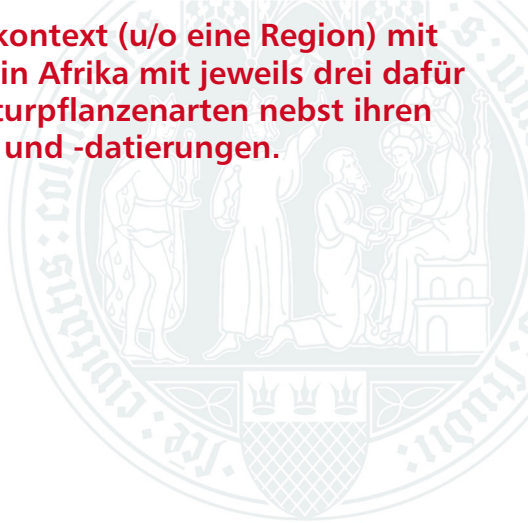 kontext (u/o eine Region) mit
in Afrika mit jeweils drei dafür
turpflanzenarten nebst ihren
und -datierungen.